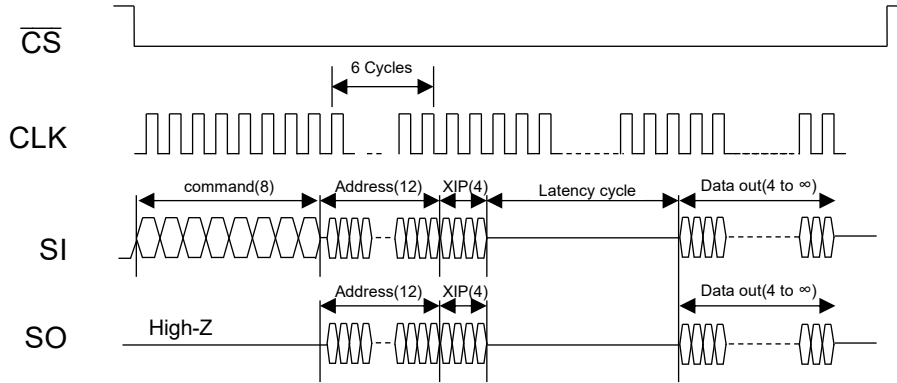 CS
6 Cycles
CLK
command(8) Address(12) XIP(4) Latency cycle Data out(4 to ∞)
SI
Address(12) XIP(4) Data out(4 to ∞)
High-Z
SO